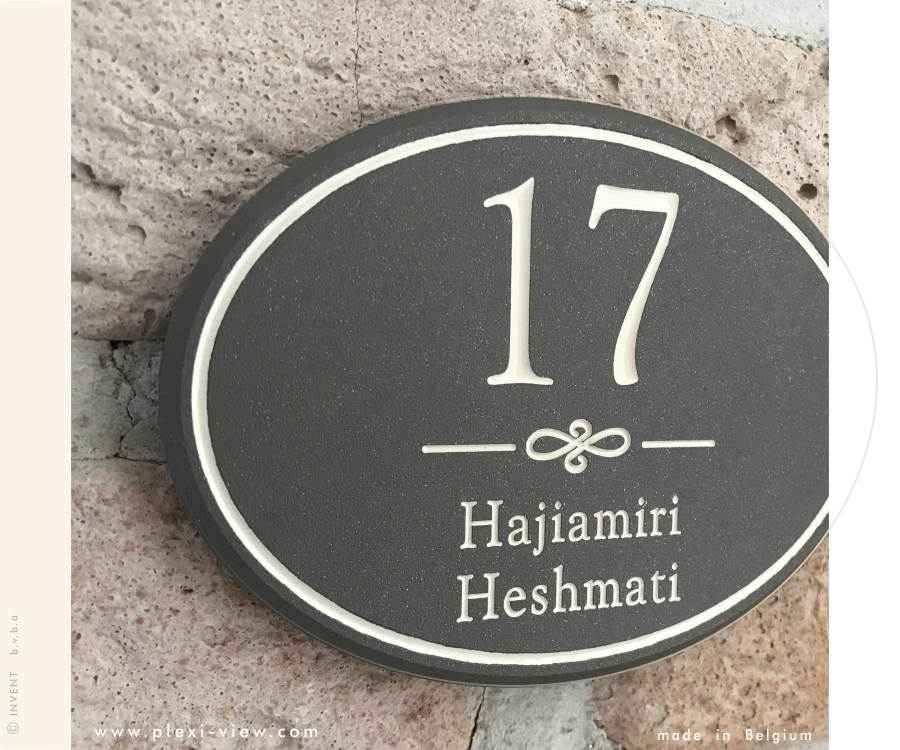 17
Hajiamiri
Heshmati
www.plexi-view.com
made in Belgium
© INVENT b.v.b.a